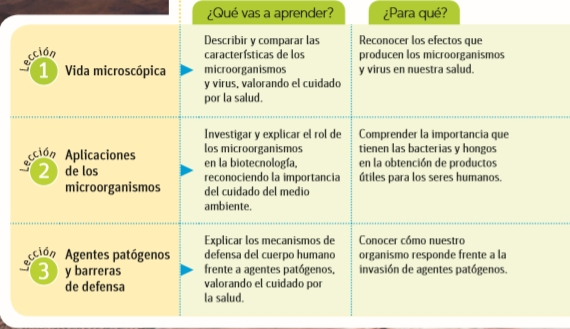 ¿Qué vas a aprender?
¿Para qué?
Lección
1
Vida microscópica
Describir y comparar las
características de los
microorganismos
y virus, valorando el cuidado
por la salud.
Reconocer los efectos que
producen los microorganismos
y virus en nuestra salud.
Lección
2
Aplicaciones
de los
microorganismos
Investigar y explicar el rol de
los microorganismos
en la biotecnología,
reconociendo la importancia
del cuidado del medio
ambiente.
Comprender la importancia que
tienen las bacterias y hongos
en la obtención de productos
útiles para los seres humanos.
Lección
3
Agentes patógenos
y barreras
de defensa
Explicar los mecanismos de
defensa del cuerpo humano
frente a agentes patógenos,
valorando el cuidado por
la salud.
Conocer cómo nuestro
organismo responde frente a la
invasión de agentes patógenos.